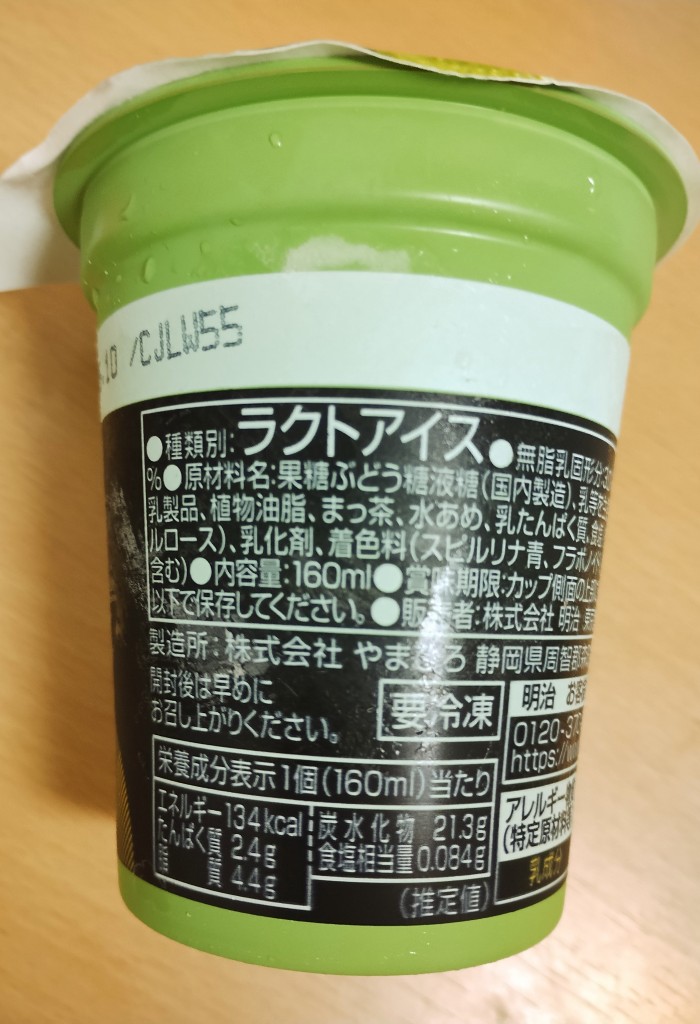 .10 /CJLW55
●種類別:ラクトアイス●無脂乳固形分:
%●原材料名:果糖ぶどう糖液糖(国内製造)、乳等を
乳製品、植物油脂、まっ茶、水あめ、乳たんぱく質、食
ルロース)、乳化剤、着色料(スピルリナ青、フラボノイド
含む)●内容量:160ml●賞味期限:カップ側面の上
以下で保存してください。●販売者:株式会社 明治 東
製造所:株式会社 やまひろ 静岡県周智郡森
開封後は早めに
お召し上がりください。
要冷凍
明治 お客
0120-37
https://w
栄養成分表示1個(160ml)当たり
エネルギー 134kcal 炭水化物 21.3g
たんぱく質 2.4g 食塩相当量 0.084g
脂質 4.4g
(推定値)
アレルギー物
(特定原材料
乳成分